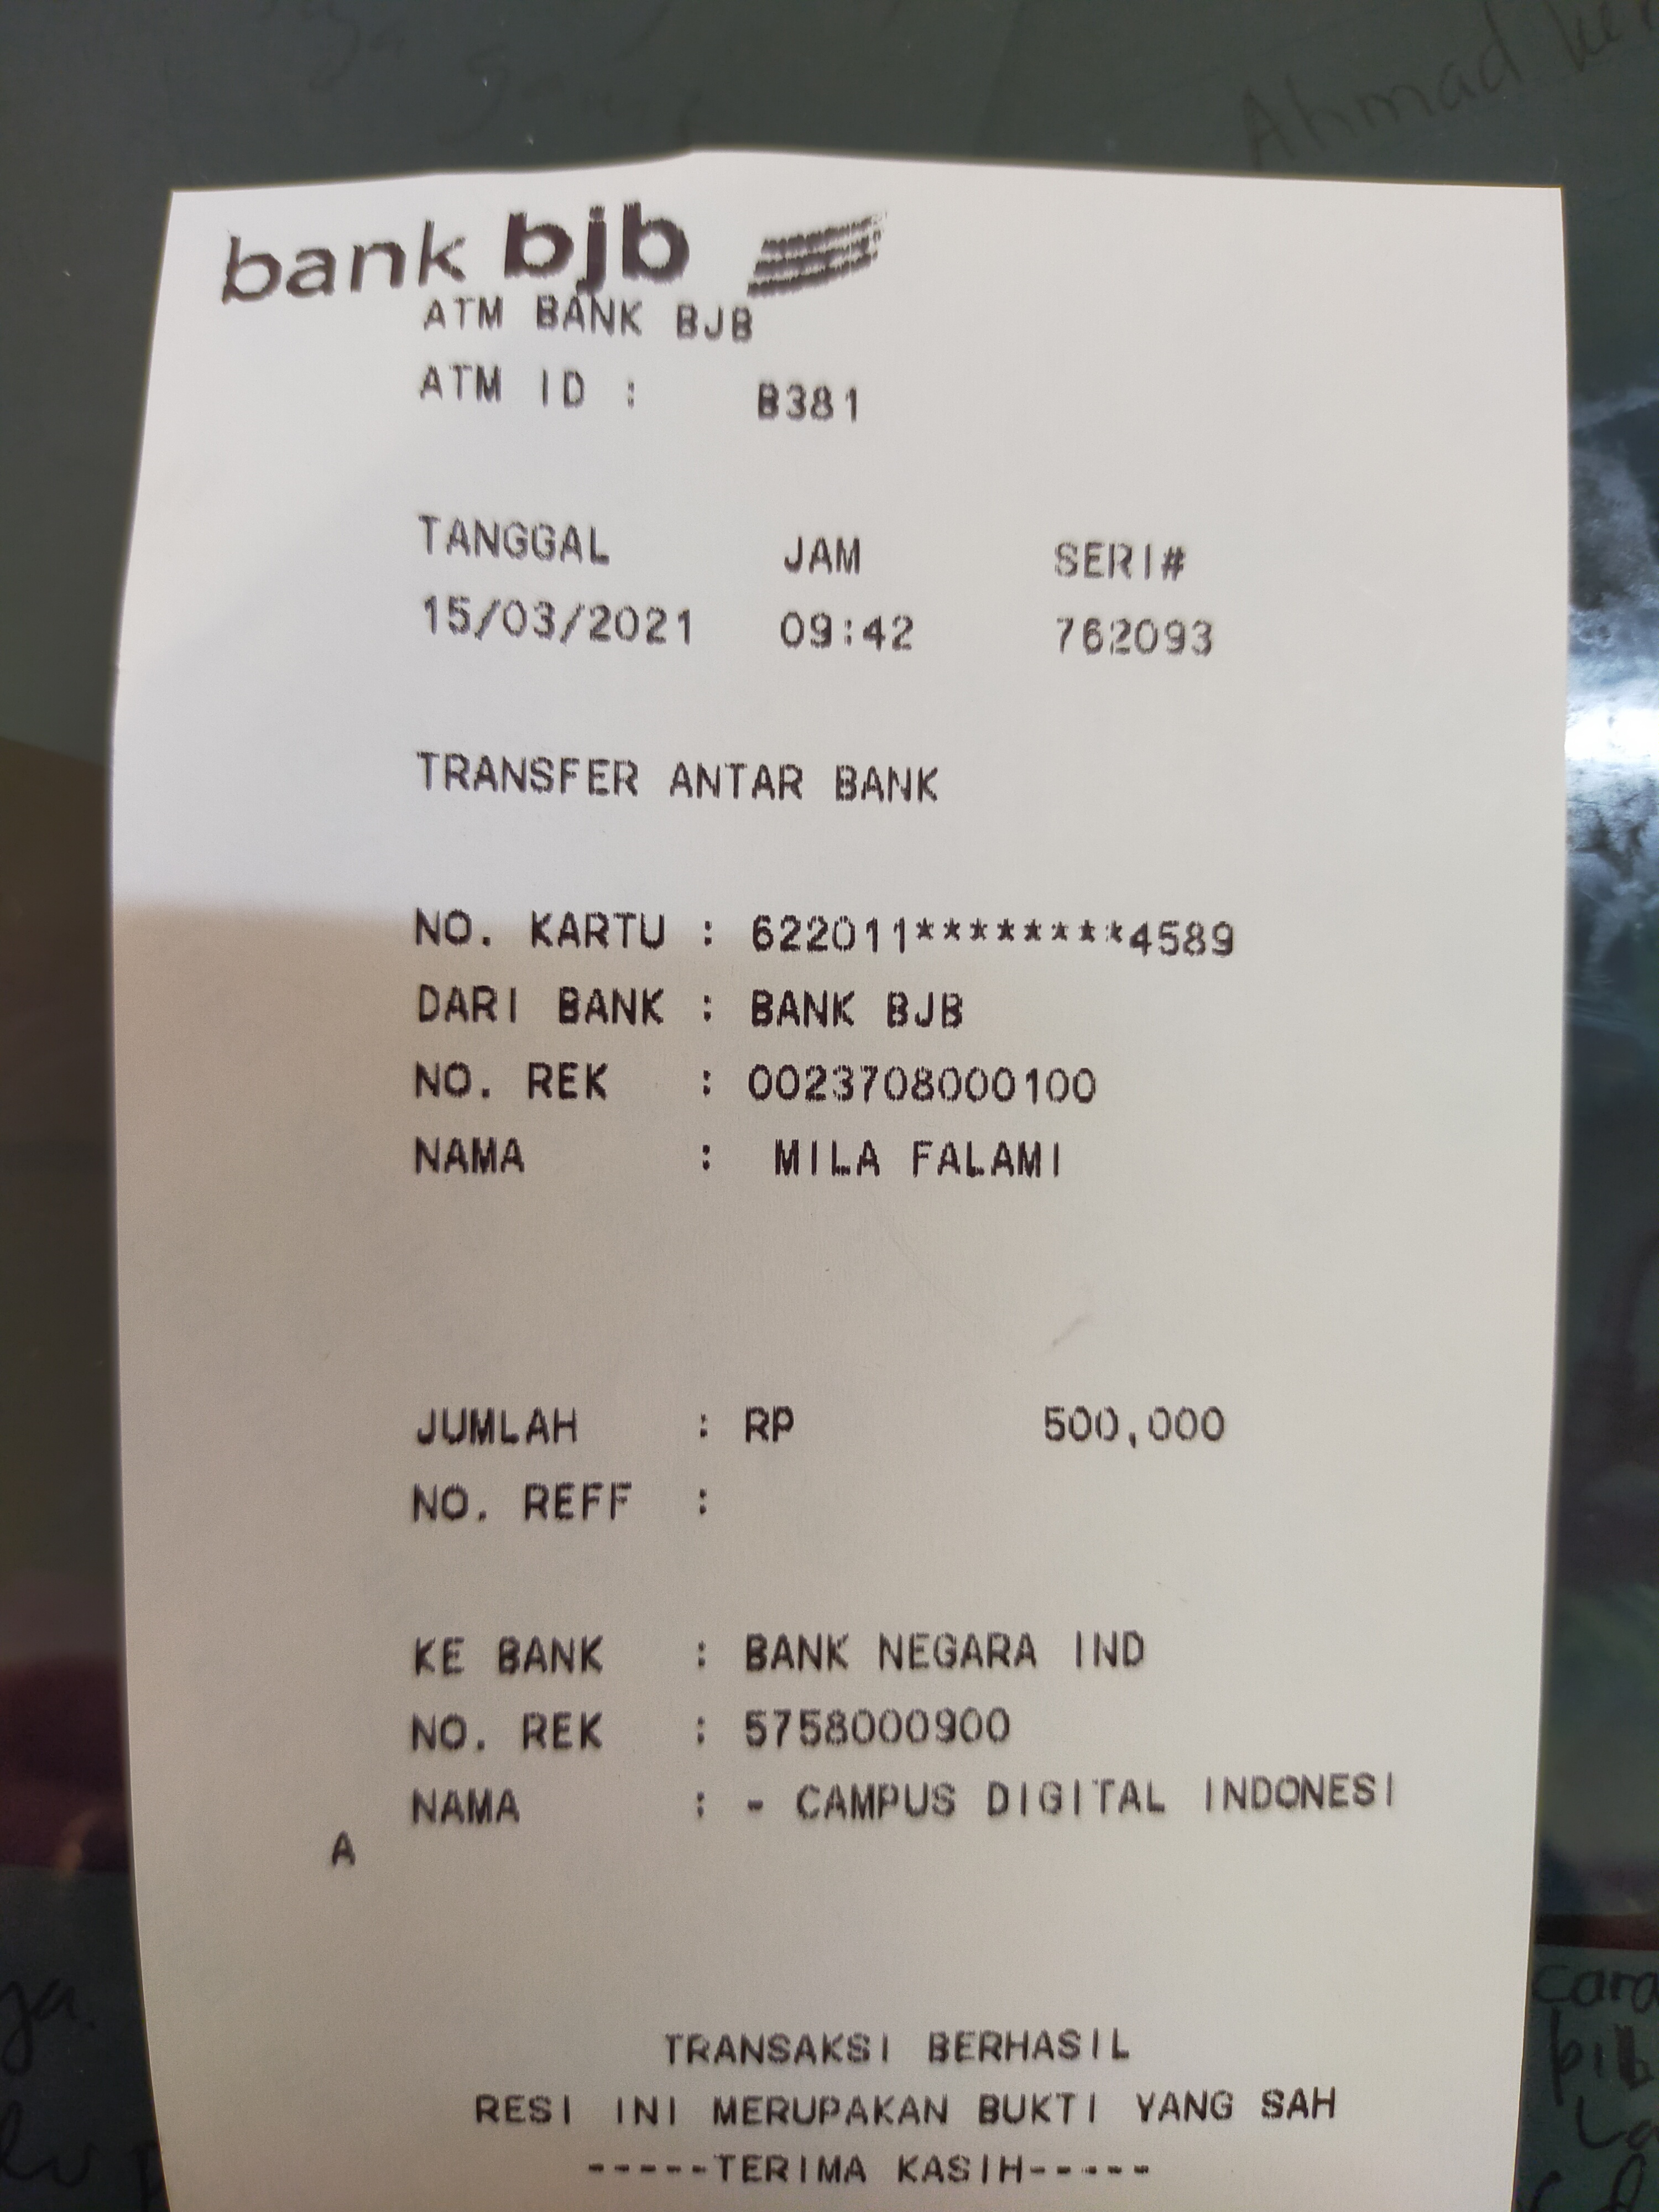 Ahmad
bank bjb
ATM BANK BJB
ATM ID : B381
TANGGAL JAM SERI#
15/03/2021 09:42 762093
TRANSFER ANTAR BANK
NO. KARTU : 622011********4589
DARI BANK : BANK BJB
NO. REK : 0023708000100
NAMA : MILA FALAMI
JUMLAH : RP 500,000
NO. REFF :
KE BANK : BANK NEGARA IND
NO. REK : 5758000900
NAMA : - CAMPUS DIGITAL INDONESI
A
TRANSAKSI BERHASIL
RESI INI MERUPAKAN BUKTI YANG SAH
-----TERIMA KASIH-----